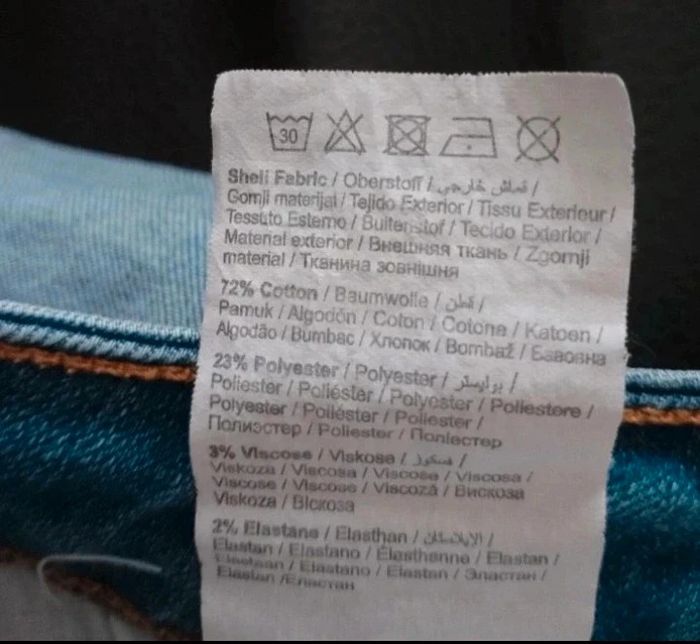 30
Shell Fabric / Oberstoff / قماش خارجي /
Gornji materijal / Tejido Exterior / Tissu Exterieur /
Tessuto Esterno / Buitenstof / Tecido Exterior /
Material exterior / Внешняя ткань / Zgornji
material / Тканина зовнішня
72% Cotton / Baumwolle / قطن /
Pamuk / Algodón / Coton / Cotone / Katoen /
Algodão / Bumbac / Хлопок / Bombaž / Бавовна
23% Polyester / Polyester / بوليستر /
Poliester / Poliéster / Polyester / Poliestere /
Polyester / Poliéster / Poliester /
Полиэстер / Poliester / Поліестер
3% Viscose / Viskose / فسكوز /
Viskoza / Viscosa / Viscose / Viscosa /
Viscose / Viscose / Viscoză / Вискоза
Viskoza / Віскоза
2% Elastane / Elasthan / /
Elastan / Elastano / Élasthanne / Elastan /
Elastaan / Elastano / Elastan / Эластан /
Elastan / Еластан